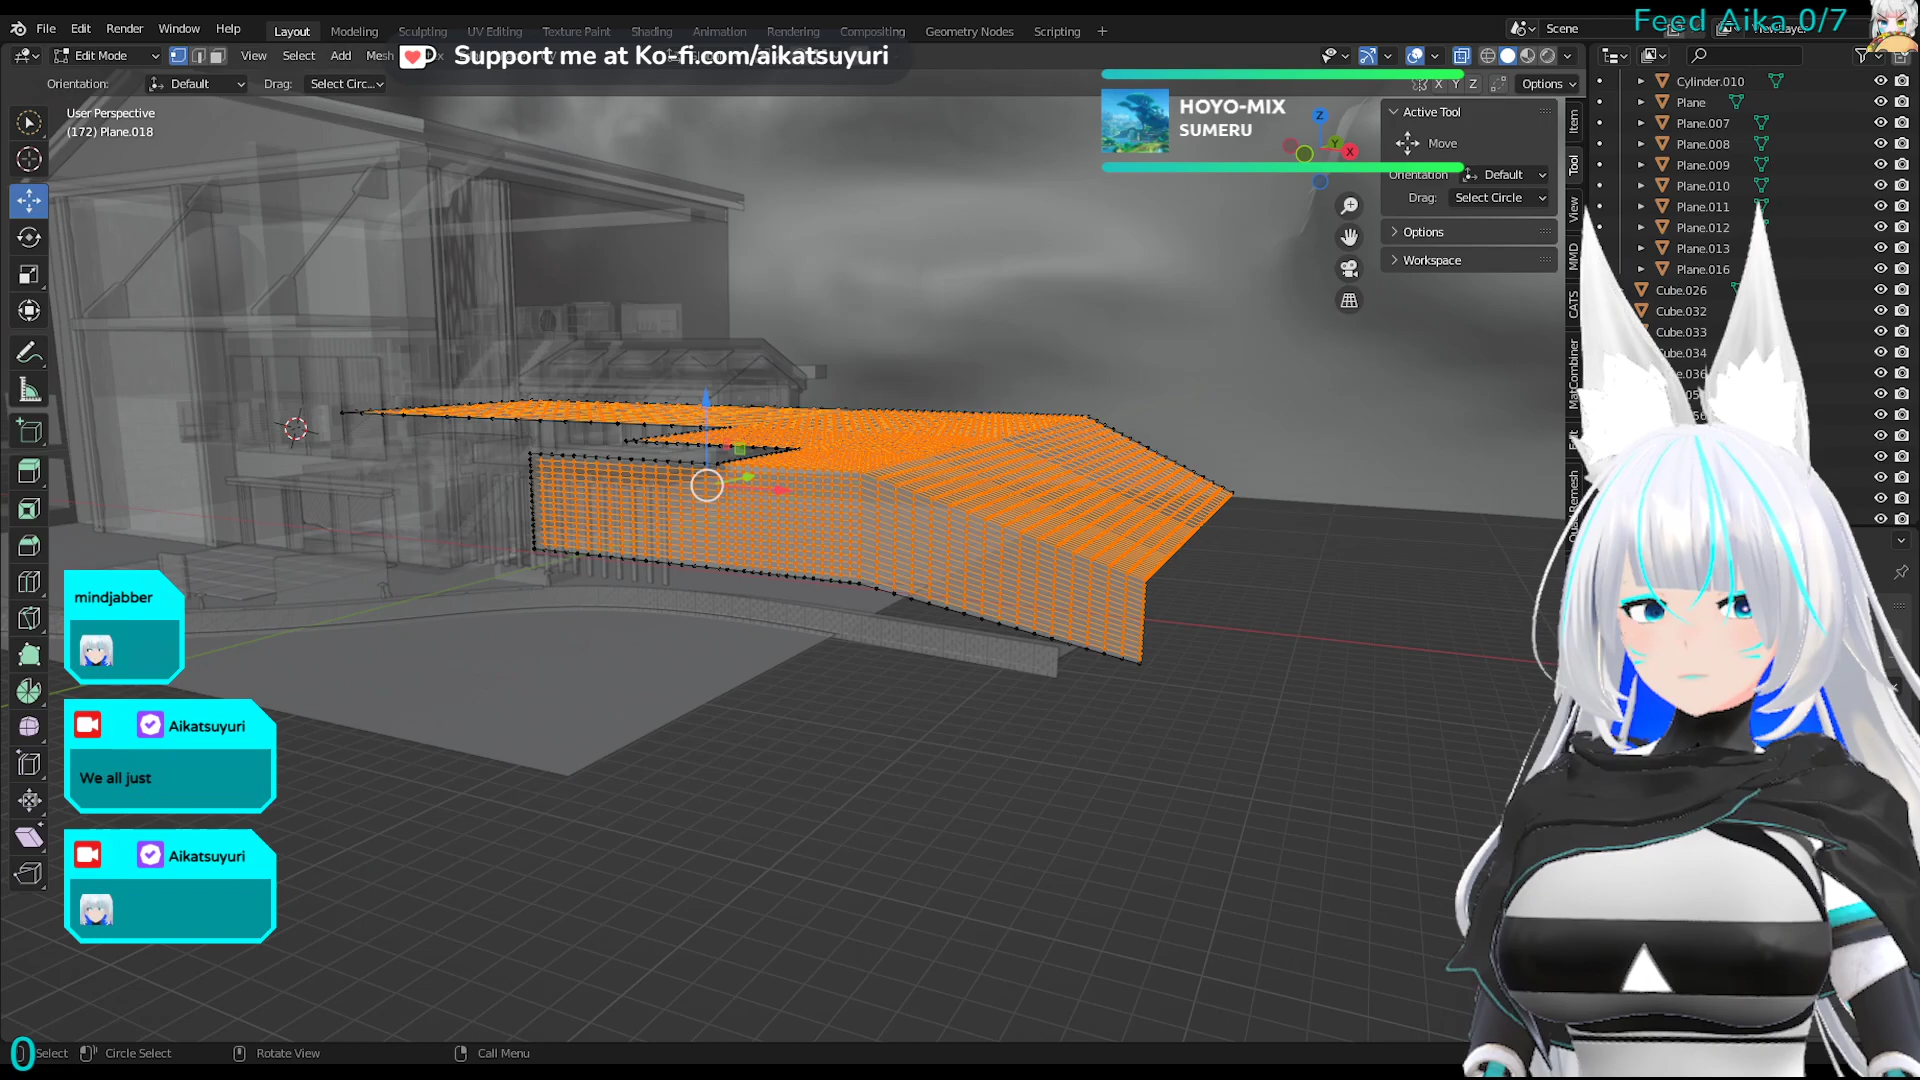 File Edit Render Window Help
Layout Modeling Sculpting UV Editing Texture Paint Shading Animation Rendering Compositing Geometry Nodes Scripting +
Scene
Feed Aika 0/7
Edit Mode View Select Add Mesh
Support me at Ko-fi.com/aikatsuyuri
Orientation: Default Drag: Select Circ...
X Y Z Options
User Perspective
(172) Plane.018
HOYO-MIX
SUMERU
Z
Y
X
Active Tool
Move
Orientation Default
Drag: Select Circle
Options
Workspace
Item
Tool
View
MMD
CATS
MatCombiner
Cylinder.010
Plane
Plane.007
Plane.008
Plane.009
Plane.010
Plane.011
Plane.012
Plane.013
Plane.016
Cube.026
Cube.032
Cube.033
mindjabber
Aikatsuyuri
We all just
Aikatsuyuri
0
Select Circle Select Rotate View Call Menu